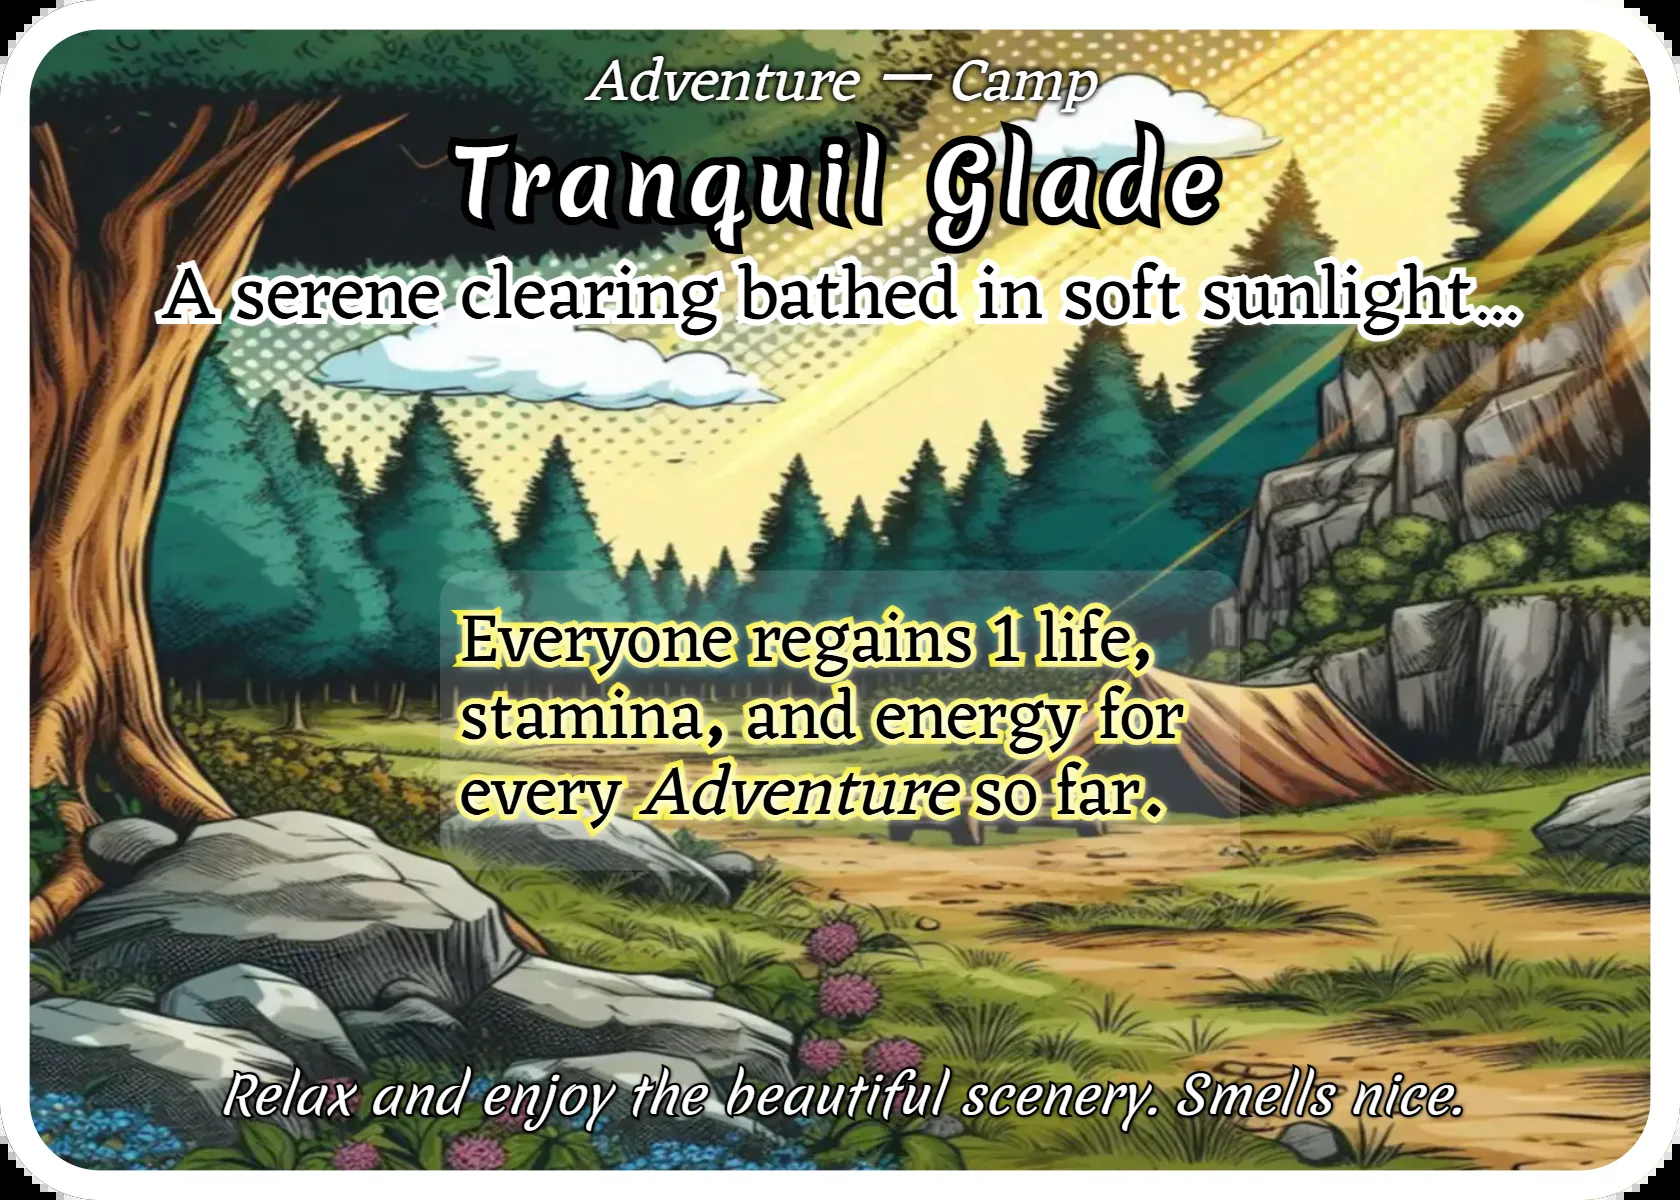 Adventure — Camp
Tranquil Glade
A serene clearing bathed in soft sunlight...
Everyone regains 1 life,
stamina, and energy for
every Adventure so far.
Relax and enjoy the beautiful scenery. Smells nice.